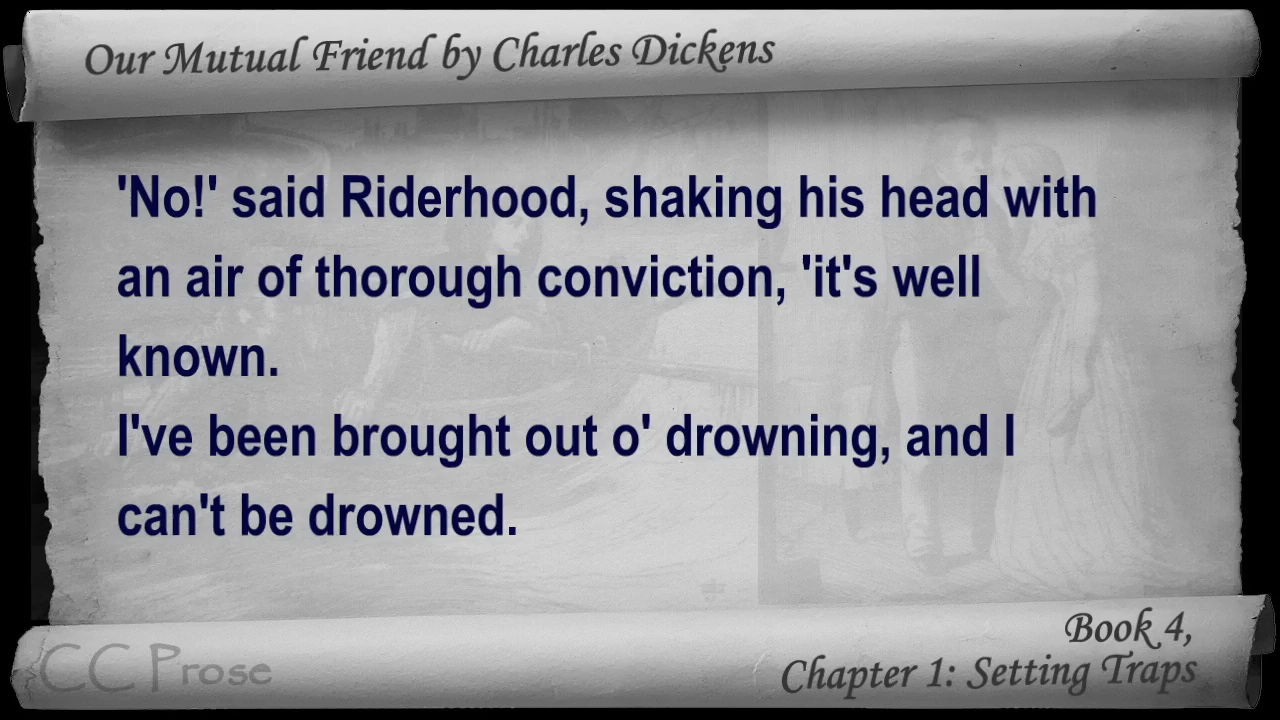 Our Mutual Friend by Charles Dickens
'No!' said Riderhood, shaking his head with
an air of thorough conviction, 'it's well
known.
I've been brought out o' drowning, and I
can't be drowned.
CC Prose
Book 4,
Chapter 1: Setting Traps